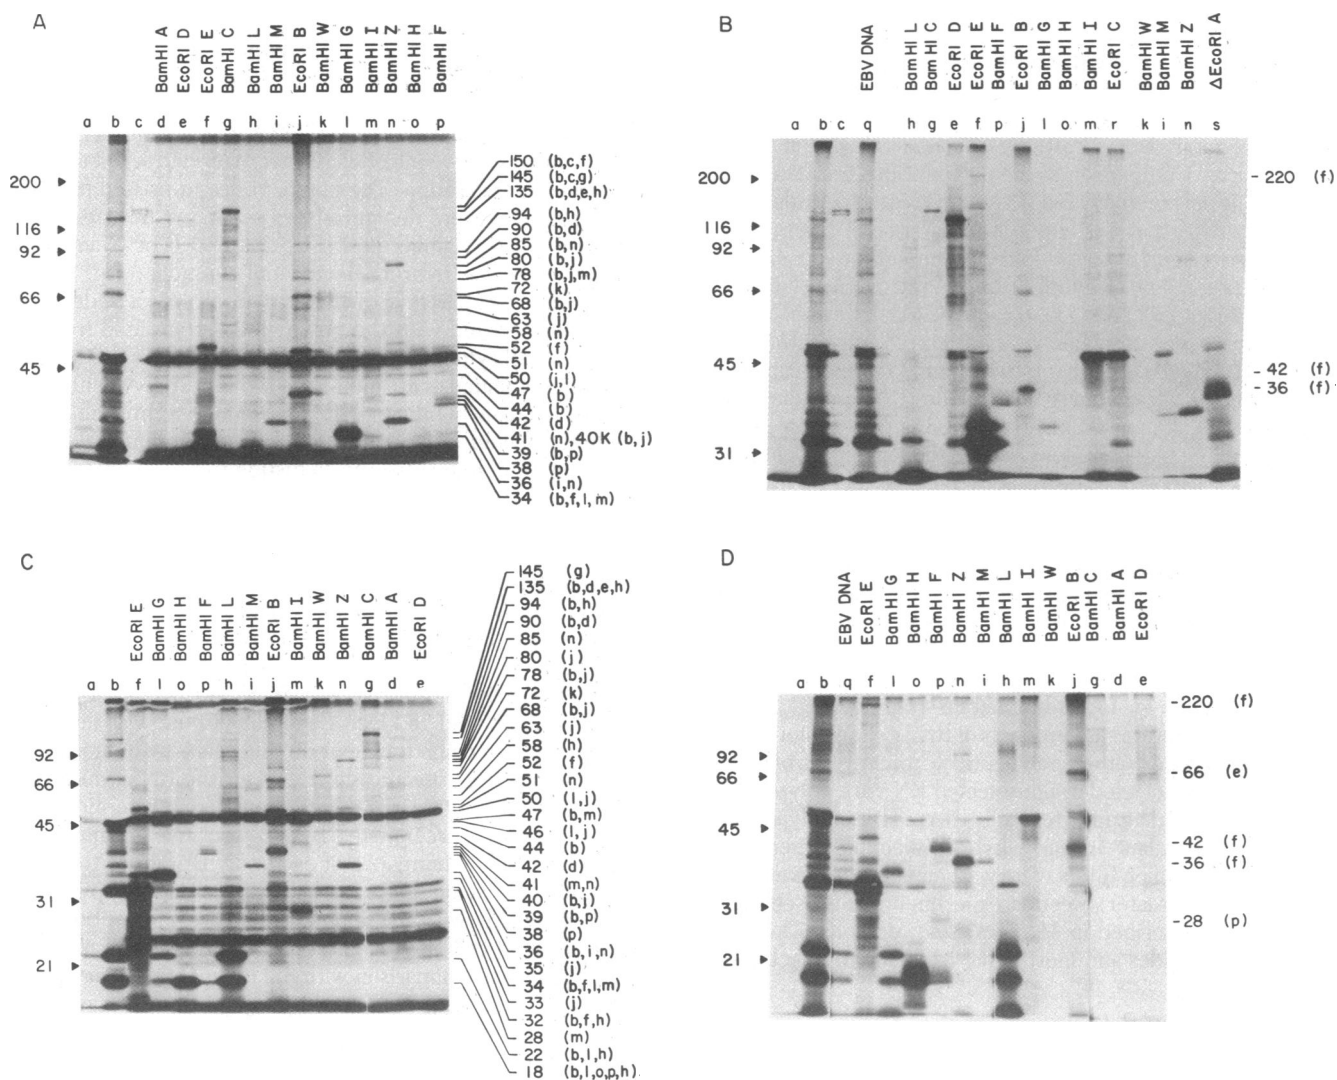 A
BamHI A
EcoRI D
EcoRI E
BamHI C
BamHI L
BamHI M
EcoRI B
BamHI W
BamHI G
BamHI I
BamHI Z
BamHI H
BamHI F
a b c d e f g h i j k l m n o p
200
116
92
66
45
31
150 (b,c,f)
145 (b,c,g)
135 (b,d,e,h)
94 (b,h)
90 (b,d)
85 (b,n)
80 (b,j)
78 (b,j,m)
72 (k)
68 (b,j)
63 (j)
58 (n)
52 (f)
51 (n)
50 (j,l)
47 (b)
44 (b)
42 (d)
41 (n),40K (b,j)
39 (b,p)
38 (p)
36 (i,n)
34 (b,f,l,m)
B
EBV DNA
BamHI L
BamHI C
EcoRI D
EcoRI E
BamHI F
EcoRI B
BamHI G
BamHI H
BamHI I
EcoRI C
BamHI W
BamHI M
BamHI Z
ΔEcoRI A
a b c q h g e f p j l o m r k i n s
200
116
92
66
45
31
-220 (f)
-42 (f)
-36 (f)
C
EcoRI E
BamHI G
BamHI H
BamHI F
BamHI L
BamHI M
EcoRI B
BamHI I
BamHI W
BamHI Z
BamHI C
BamHI A
EcoRI D
a b f l o p h i j m k n g d e
92
66
45
31
21
145 (g)
135 (b,d,e,h)
94 (b,h)
90 (b,d)
85 (n)
80 (j)
78 (b,j)
72 (k)
68 (b,j)
63 (j)
58 (h)
52 (f)
51 (n)
50 (l,j)
47 (b,m)
46 (l,j)
44 (b)
42 (d)
41 (m,n)
40 (b,j)
39 (b,p)
38 (p)
36 (b,i,n)
35 (j)
34 (b,f,l,m)
33 (j)
32 (b,f,h)
28 (m)
22 (b,l,h)
18 (b,l,o,p,h)
D
EBV DNA
EcoRI E
BamHI G
BamHI H
BamHI F
BamHI Z
BamHI M
BamHI L
BamHI I
BamHI W
EcoRI B
BamHI C
BamHI A
EcoRI D
a b q f l o p n i h m k j g d e
92
66
45
31
21
-220 (f)
-66 (e)
-42 (f)
-36 (f)
-28 (p)